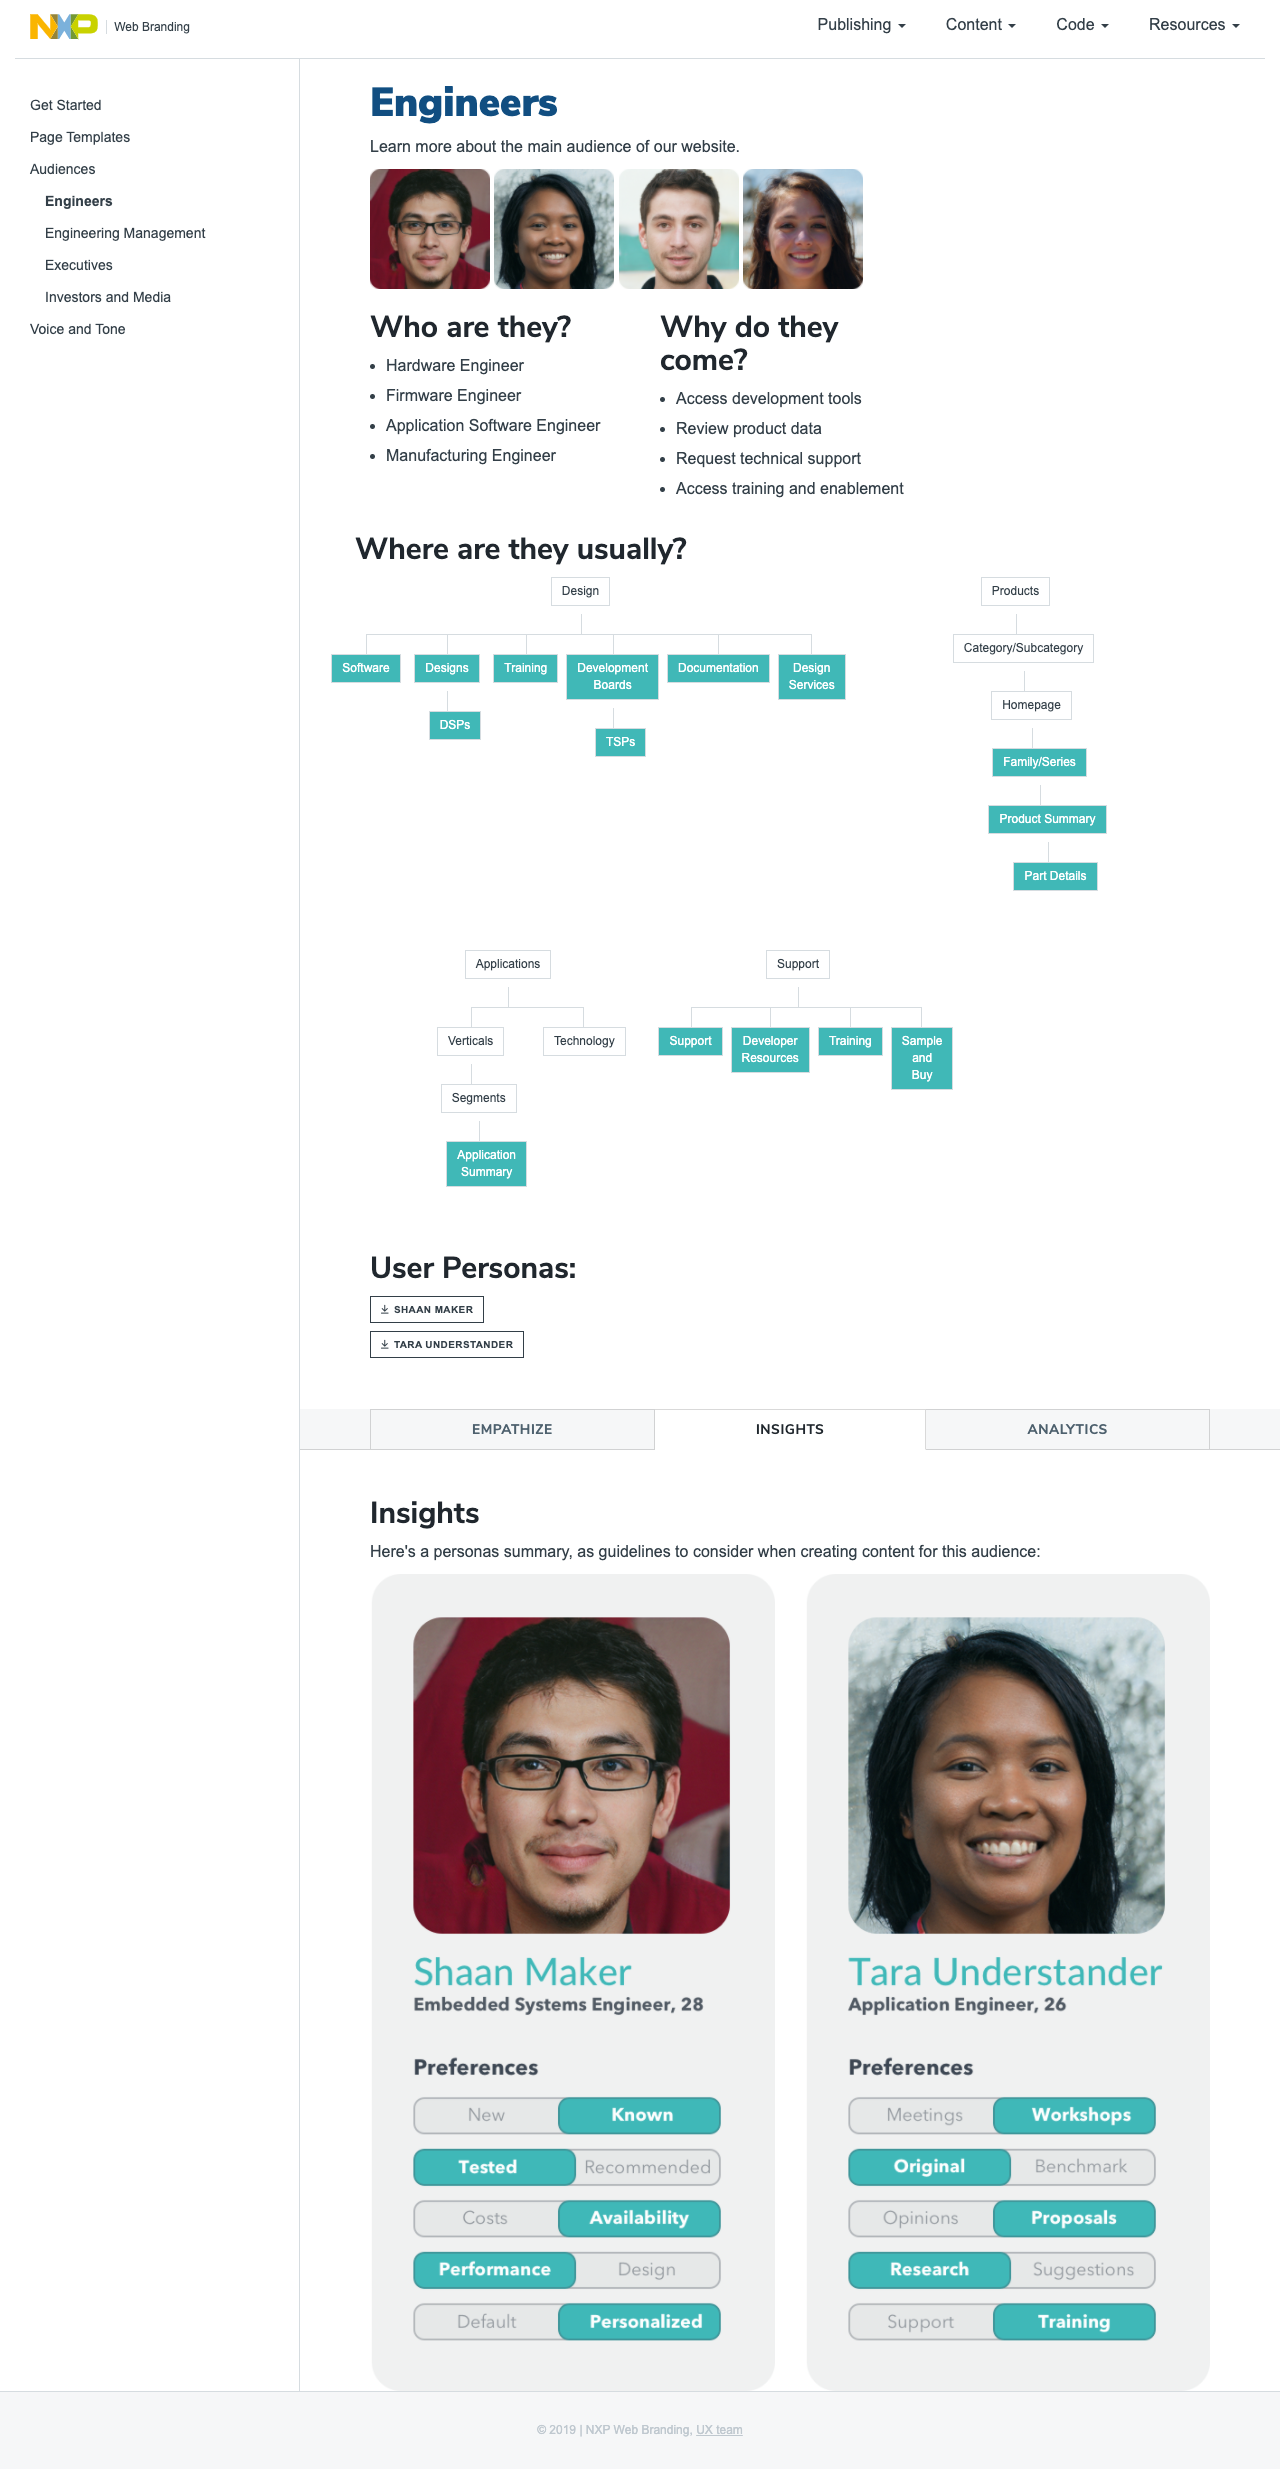 NXP
Web Branding
Publishing
Content
Code
Resources
Get Started
Page Templates
Audiences
Engineers
Engineering Management
Executives
Investors and Media
Voice and Tone
Engineers
Learn more about the main audience of our website.
Who are they?
Hardware Engineer
Firmware Engineer
Application Software Engineer
Manufacturing Engineer
Why do they
come?
Access development tools
Review product data
Request technical support
Access training and enablement
Where are they usually?
Design
Software
Designs
Training
Development
Boards
Documentation
Design
Services
DSPs
TSPs
Products
Category/Subcategory
Homepage
Family/Series
Product Summary
Part Details
Applications
Verticals
Technology
Segments
Application
Summary
Support
Support
Developer
Resources
Training
Sample
and
Buy
User Personas:
SHAAN MAKER
TARA UNDERSTANDER
EMPATHIZE
INSIGHTS
ANALYTICS
Insights
Here's a personas summary, as guidelines to consider when creating content for this audience:
Shaan Maker
Embedded Systems Engineer, 28
Preferences
New Known
Tested Recommended
Costs Availability
Performance Design
Default Personalized
Tara Understander
Application Engineer, 26
Preferences
Meetings Workshops
Original Benchmark
Opinions Proposals
Research Suggestions
Support Training
© 2019 | NXP Web Branding, UX team